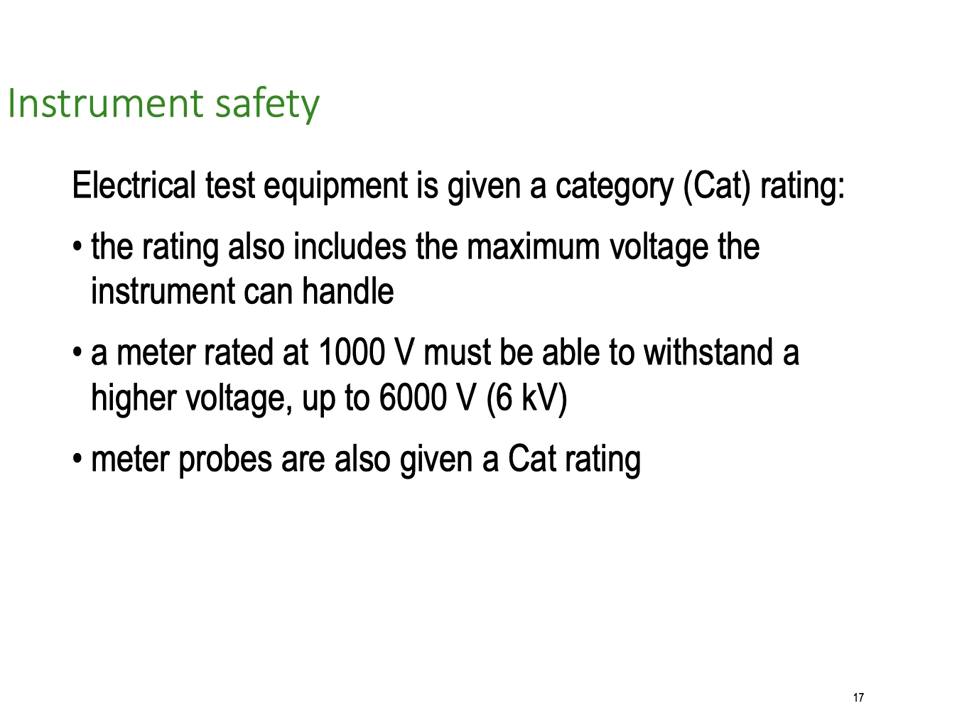 Instrument safety
Electrical test equipment is given a category (Cat) rating:
• the rating also includes the maximum voltage the
instrument can handle
• a meter rated at 1000 V must be able to withstand a
higher voltage, up to 6000 V (6 kV)
• meter probes are also given a Cat rating
17